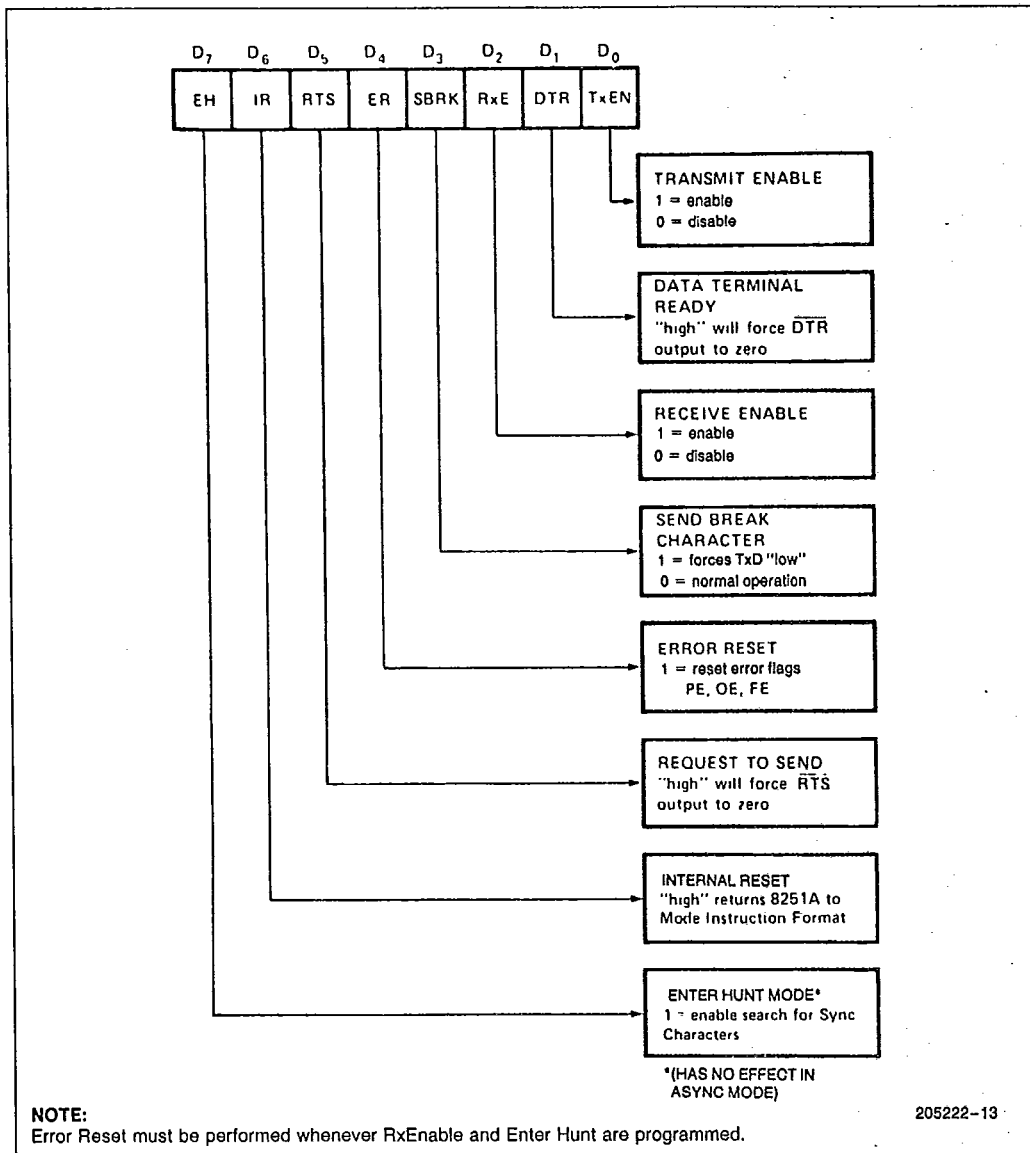 D7 D6 D5 D4 D3 D2 D1 D0
EH IR RTS ER SBRK RxE DTR TxEN
TRANSMIT ENABLE
1 = enable
0 = disable
DATA TERMINAL
READY
"high" will force D̅T̅R̅
output to zero
RECEIVE ENABLE
1 = enable
0 = disable
SEND BREAK
CHARACTER
1 = forces TxD "low"
0 = normal operation
ERROR RESET
1 = reset error flags
PE, OE, FE
REQUEST TO SEND
"high" will force R̅T̅S̅
output to zero
INTERNAL RESET
"high" returns 8251A to
Mode Instruction Format
ENTER HUNT MODE*
1 = enable search for Sync
Characters
*(HAS NO EFFECT IN
ASYNC MODE)
205222-13
NOTE:
Error Reset must be performed whenever RxEnable and Enter Hunt are programmed.